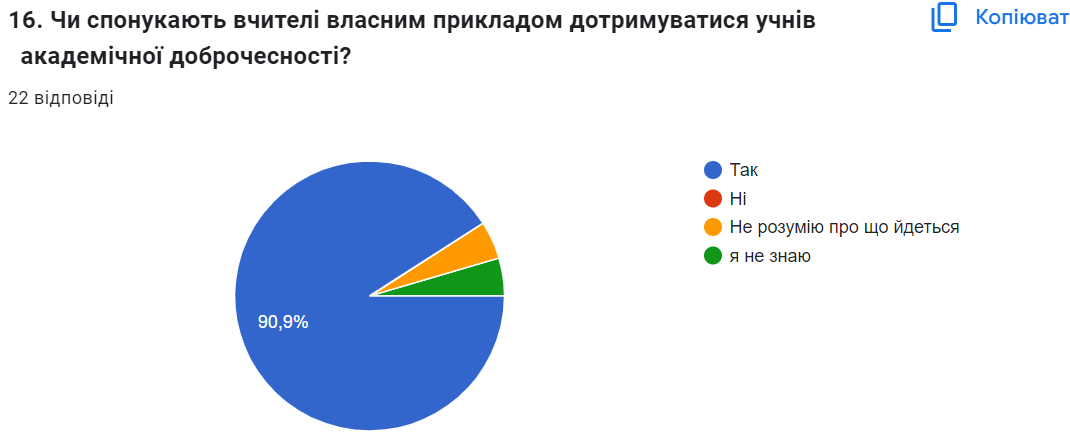 16. Чи спонукають вчителі власним прикладом дотримуватися учнів
академічної доброчесності?
Копіюват
22 відповіді
Так
Ні
Не розумію про що йдеться
я не знаю
90,9%